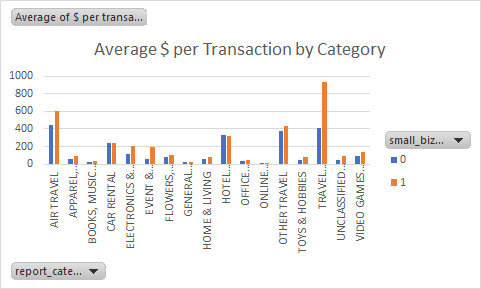 Average of $ per transa...
Average $ per Transaction by Category
1000
800
600
400
200
0
AIR TRAVEL
APPAREL,...
BOOKS, MUSIC...
CAR RENTAL
ELECTRONICS &...
EVENT &...
FLOWERS,...
GENERAL...
HOME & LIVING
HOTEL...
OFFICE...
ONLINE...
OTHER TRAVEL
TOYS & HOBBIES
TRAVEL...
UNCLASSIFIED...
VIDEO GAMES...
small_biz...
0
1
report_cate...